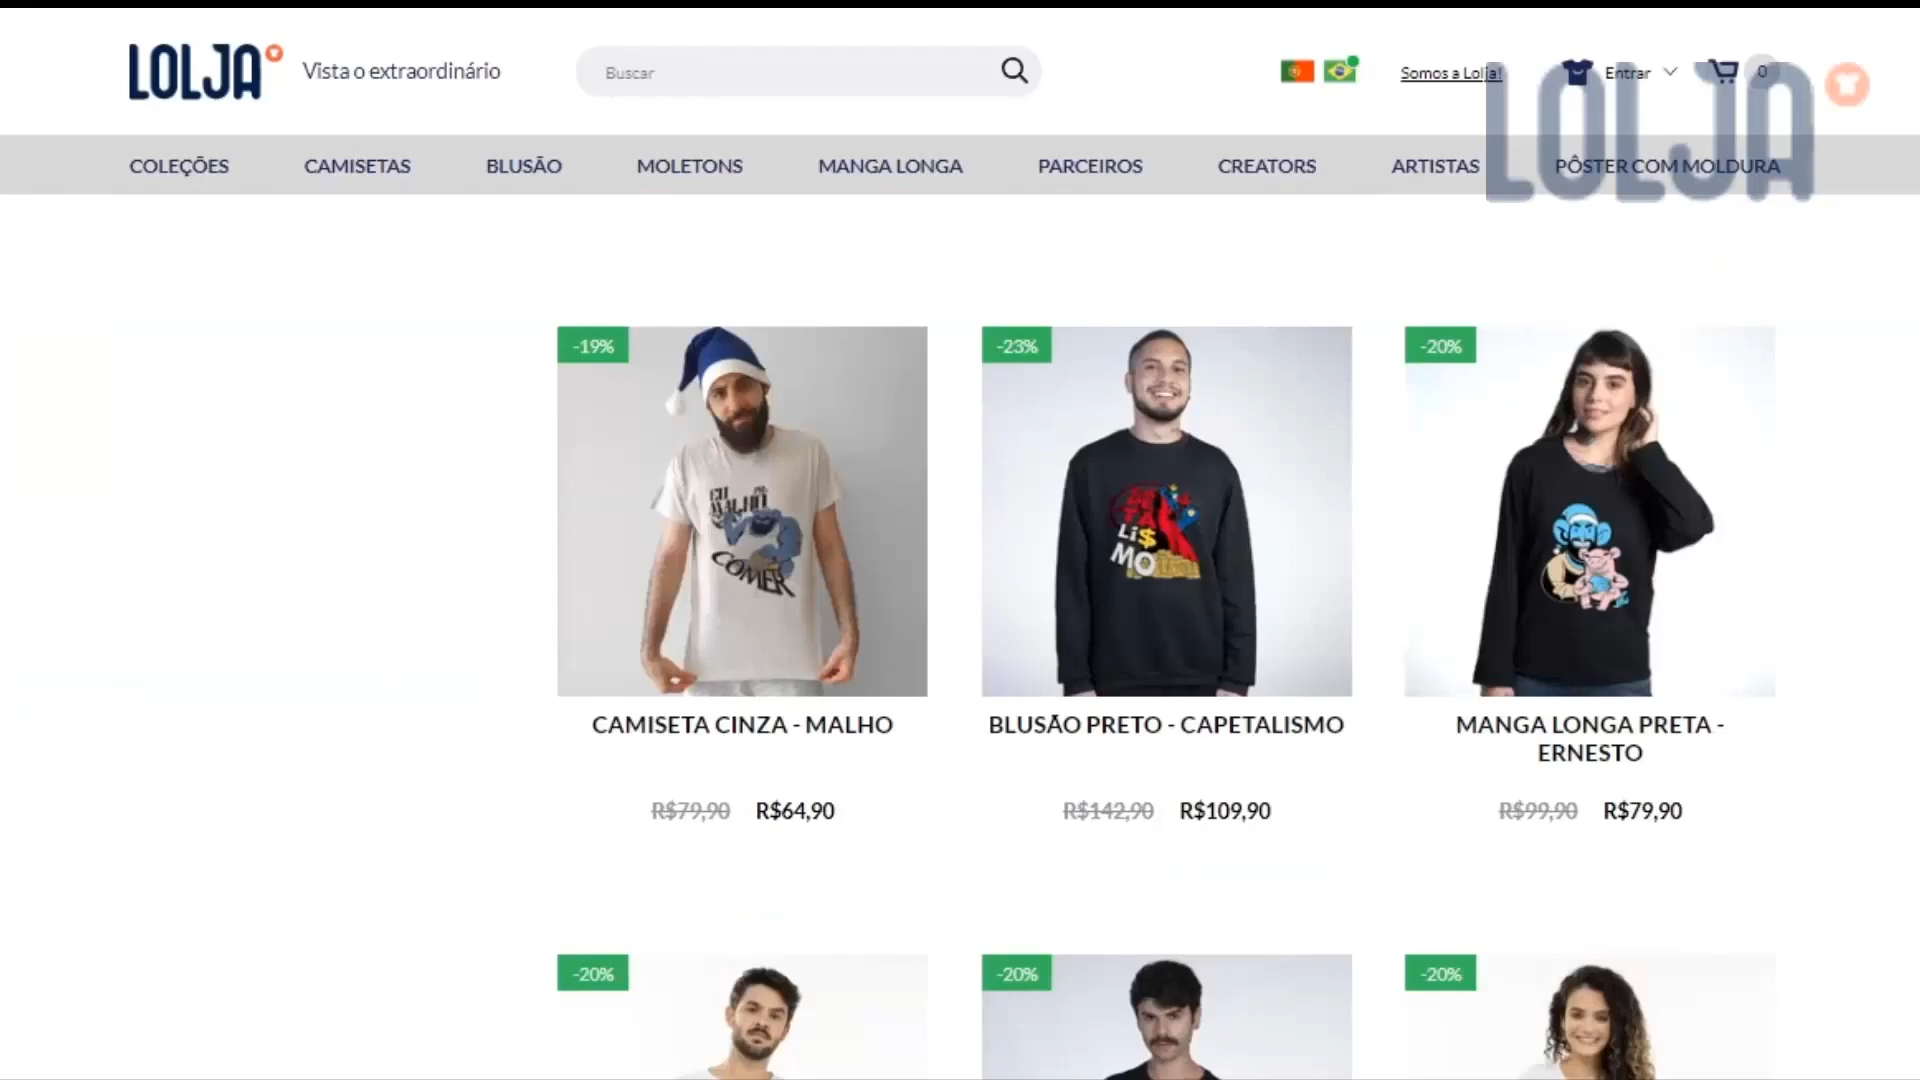 LOLJA
Vista o extraordinário
Buscar
Somos a Lolja!
Entrar
0
LOLJA
COLEÇÕES
CAMISETAS
BLUSÃO
MOLETONS
MANGA LONGA
PARCEIROS
CREATORS
ARTISTAS
PÔSTER COM MOLDURA
-19%
-23%
-20%
COMER
LI$
MO
CAMISETA CINZA - MALHO
BLUSÃO PRETO - CAPETALISMO
MANGA LONGA PRETA -
ERNESTO
R$79,90 R$64,90
R$142,90 R$109,90
R$99,90 R$79,90
-20%
-20%
-20%